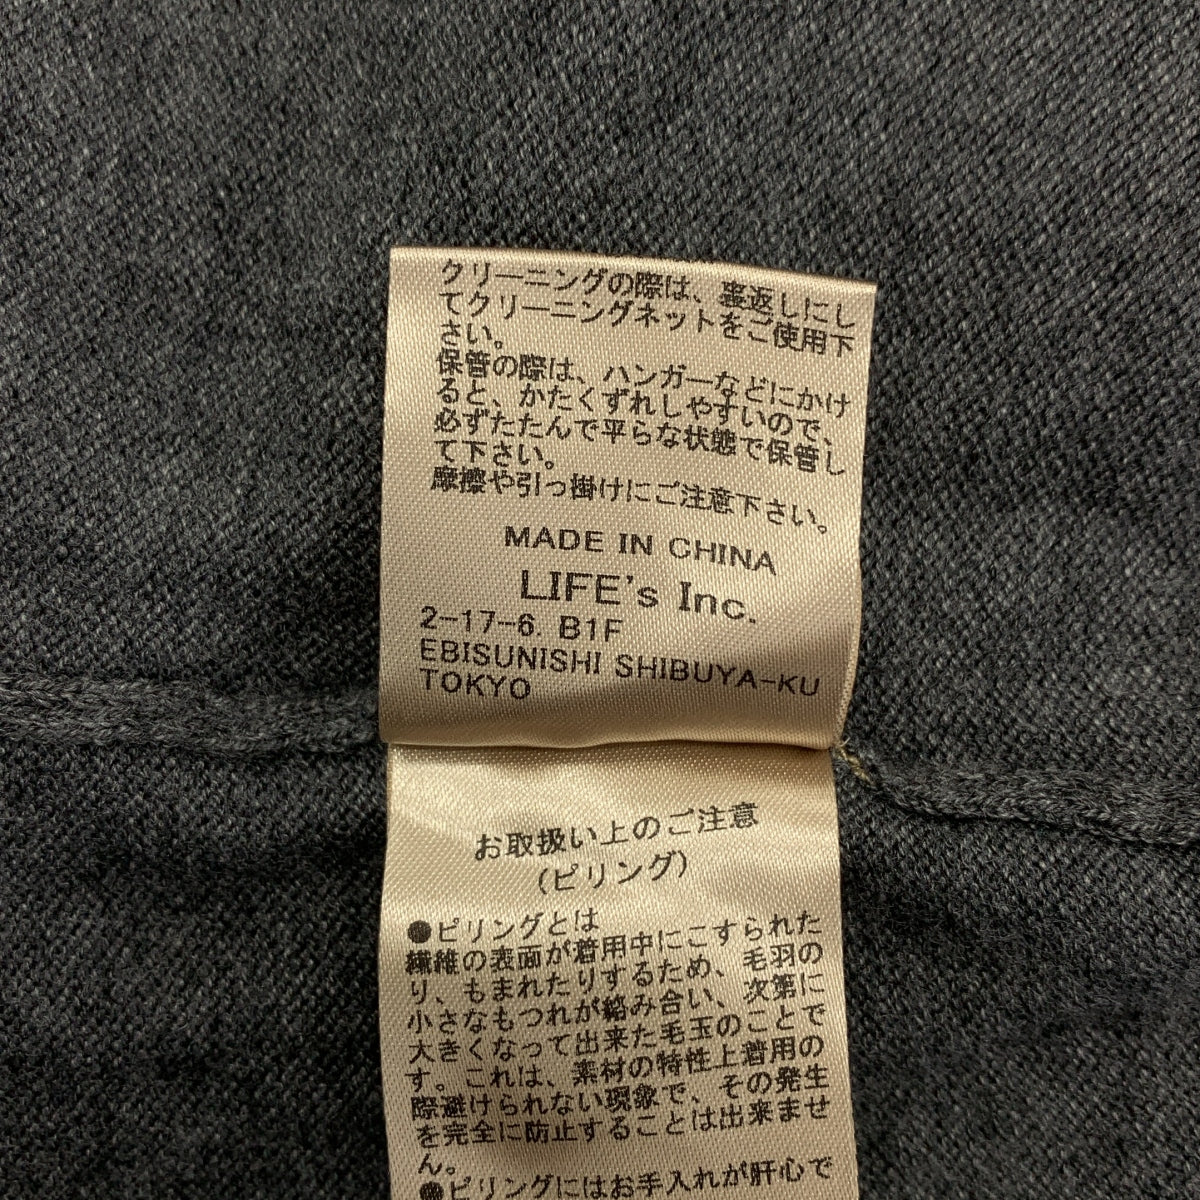 クリーニングの際は、裏返しにし
てクリーニングネットをご使用下
さい。
保管の際は、ハンガーなどにかけ
ると、かたくずれしやすいので、
必ずたたんで平らな状態で保管し
て下さい。
摩擦や引っ掛けにご注意下さい。
MADE IN CHINA
LIFE's Inc.
2-17-6. B1F
EBISUNISHI SHIBUYA-KU
TOKYO
お取扱い上のご注意
(ピリング)
●ピリングとは
繊維の表面が着用中にこすられた
り、もまれたりするため、毛羽の
小さなもつれが絡み合い、次第に
大きくなって出来た毛玉のことで
す。これは、素材の特性上着用の
際避けられない現象で、その発生
を完全に防止することは出来ませ
ん。
●ピリングにはお手入れが肝心で